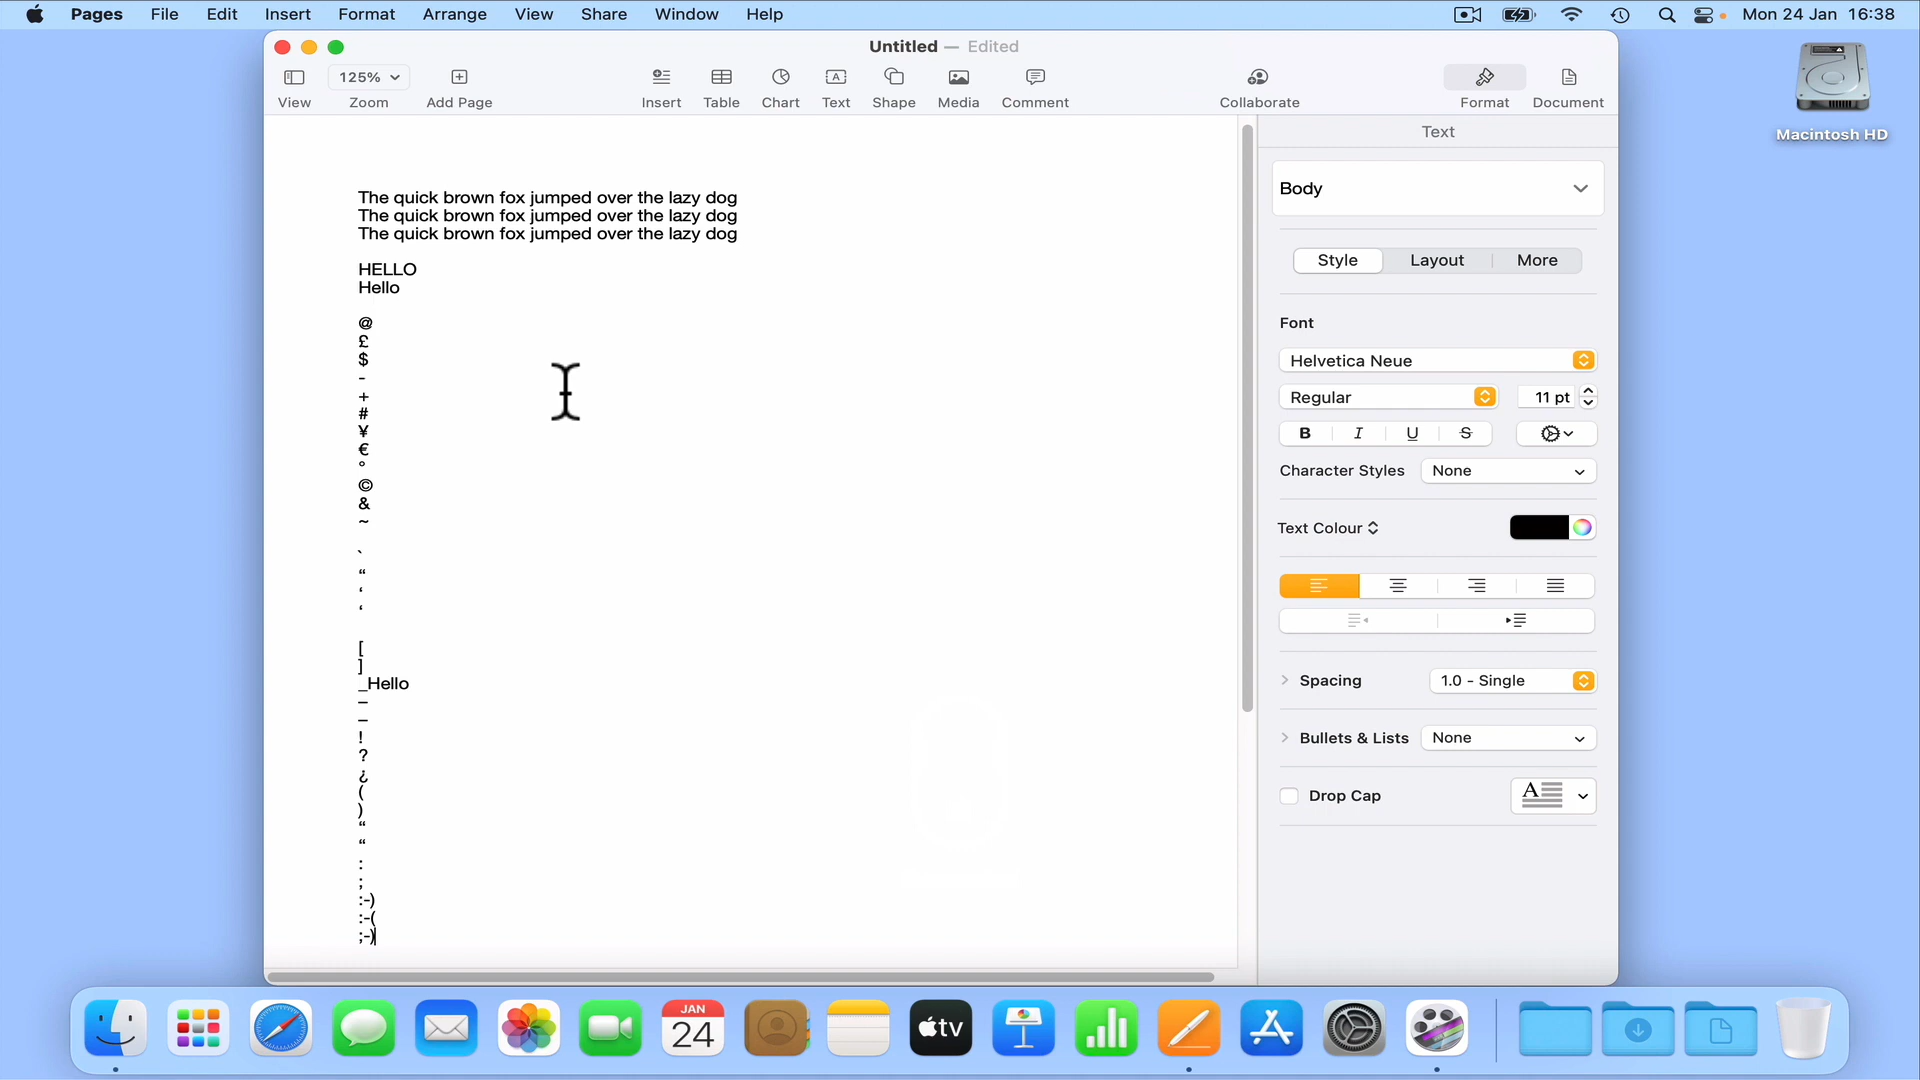 Pages File Edit Insert Format Arrange View Share Window Help Mon 24 Jan 16:38
Untitled — Edited
125%
View Zoom Add Page Insert Table Chart Text Shape Media Comment Collaborate Format Document
Macintosh HD
The quick brown fox jumped over the lazy dog
The quick brown fox jumped over the lazy dog
The quick brown fox jumped over the lazy dog
HELLO
Hello
@
£
$
-
+
#
¥
€
°
©
&
~
`
“
‘
‘
[
]
_Hello
–
–
!
?
¿
(
)
“
“
:
;
:-)
:-(
;-)
Text
Body
Style Layout More
Font
Helvetica Neue
Regular 11 pt
B I U S
Character Styles None
Text Colour
Spacing 1.0 - Single
Bullets & Lists None
Drop Cap A
JAN
24
tv